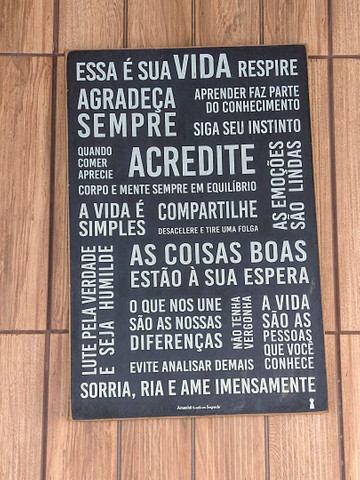 ESSA É SUA VIDA RESPIRE
AGRADEÇA
SEMPRE
APRENDER FAZ PARTE
DO CONHECIMENTO
SIGA SEU INSTINTO
QUANDO
COMER
APRECIE
ACREDITE
CORPO E MENTE SEMPRE EM EQUILÍBRIO
AS EMOÇÕES
SÃO LINDAS
A VIDA É
SIMPLES
COMPARTILHE
DESACELERE E TIRE UMA FOLGA
LUTE PELA VERDADE
E SEJA HUMILDE
AS COISAS BOAS
ESTÃO À SUA ESPERA
O QUE NOS UNE
SÃO AS NOSSAS
DIFERENÇAS
NÃO TENHA
VERGONHA
A VIDA
SÃO AS
PESSOAS
QUE VOCÊ
CONHECE
EVITE ANALISAR DEMAIS
SORRIA, RIA E AME IMENSAMENTE